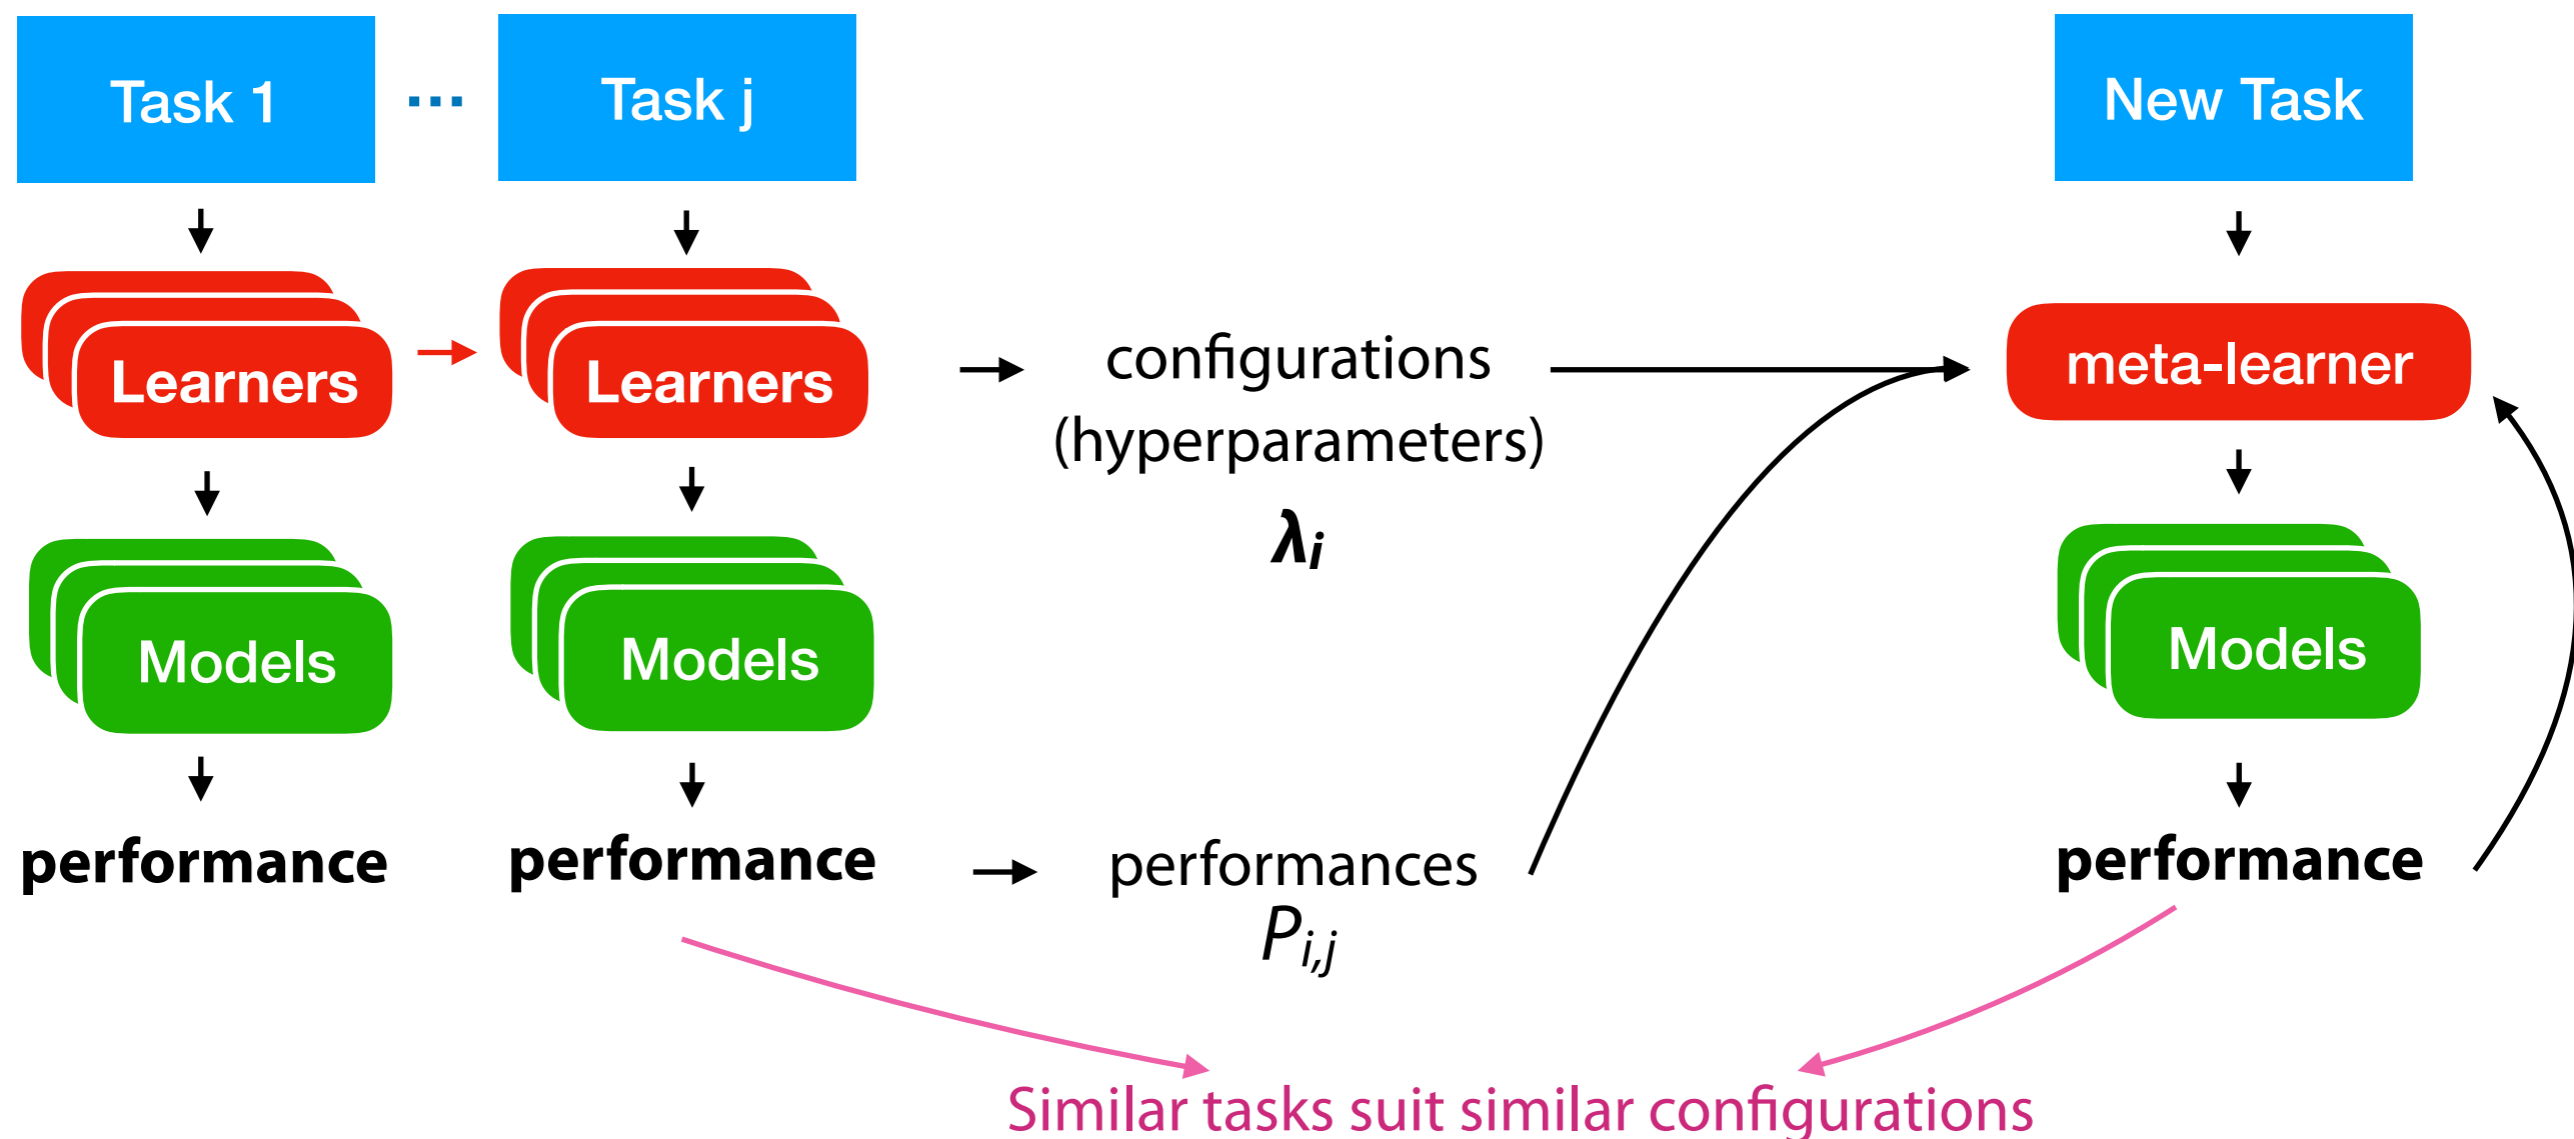 Task 1
...
Task j
New Task
Learners
Learners
configurations
(hyperparameters)
λi
meta-learner
Models
Models
Models
performance
performance
performances
Pi,j
performance
Similar tasks suit similar configurations